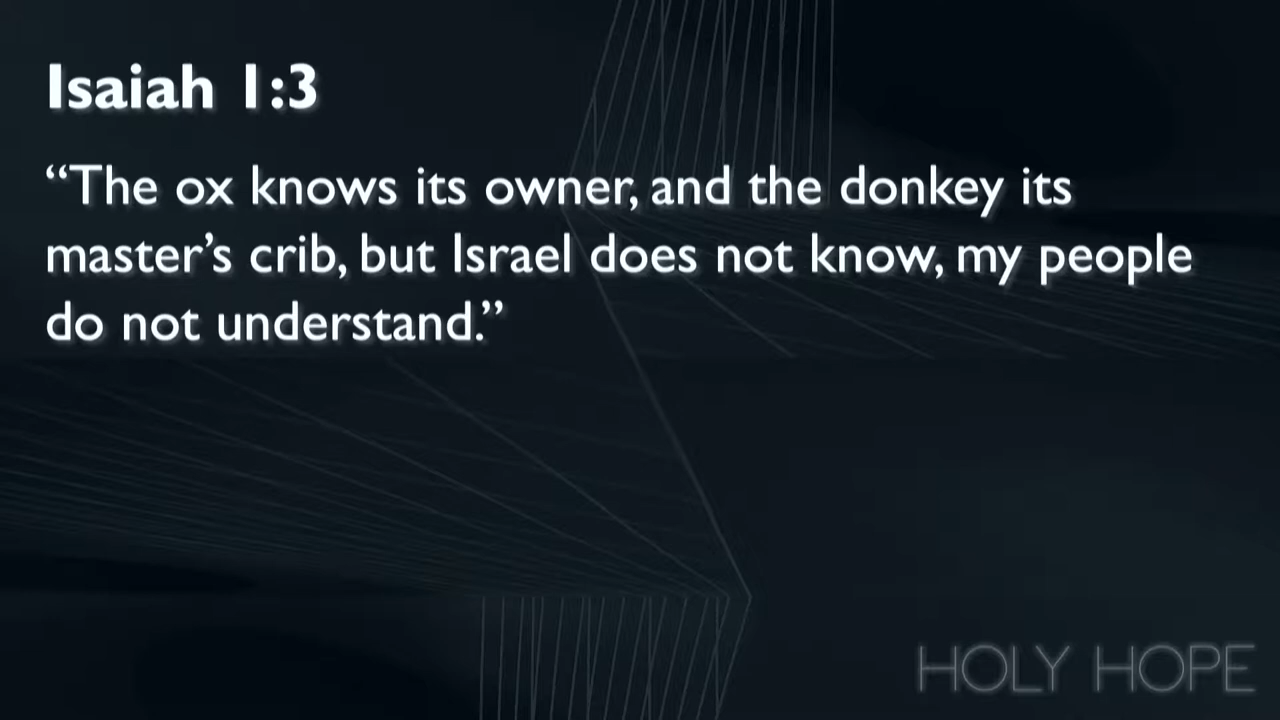 Isaiah 1:3
“The ox knows its owner, and the donkey its
master’s crib, but Israel does not know, my people
do not understand.”
HOLY HOPE